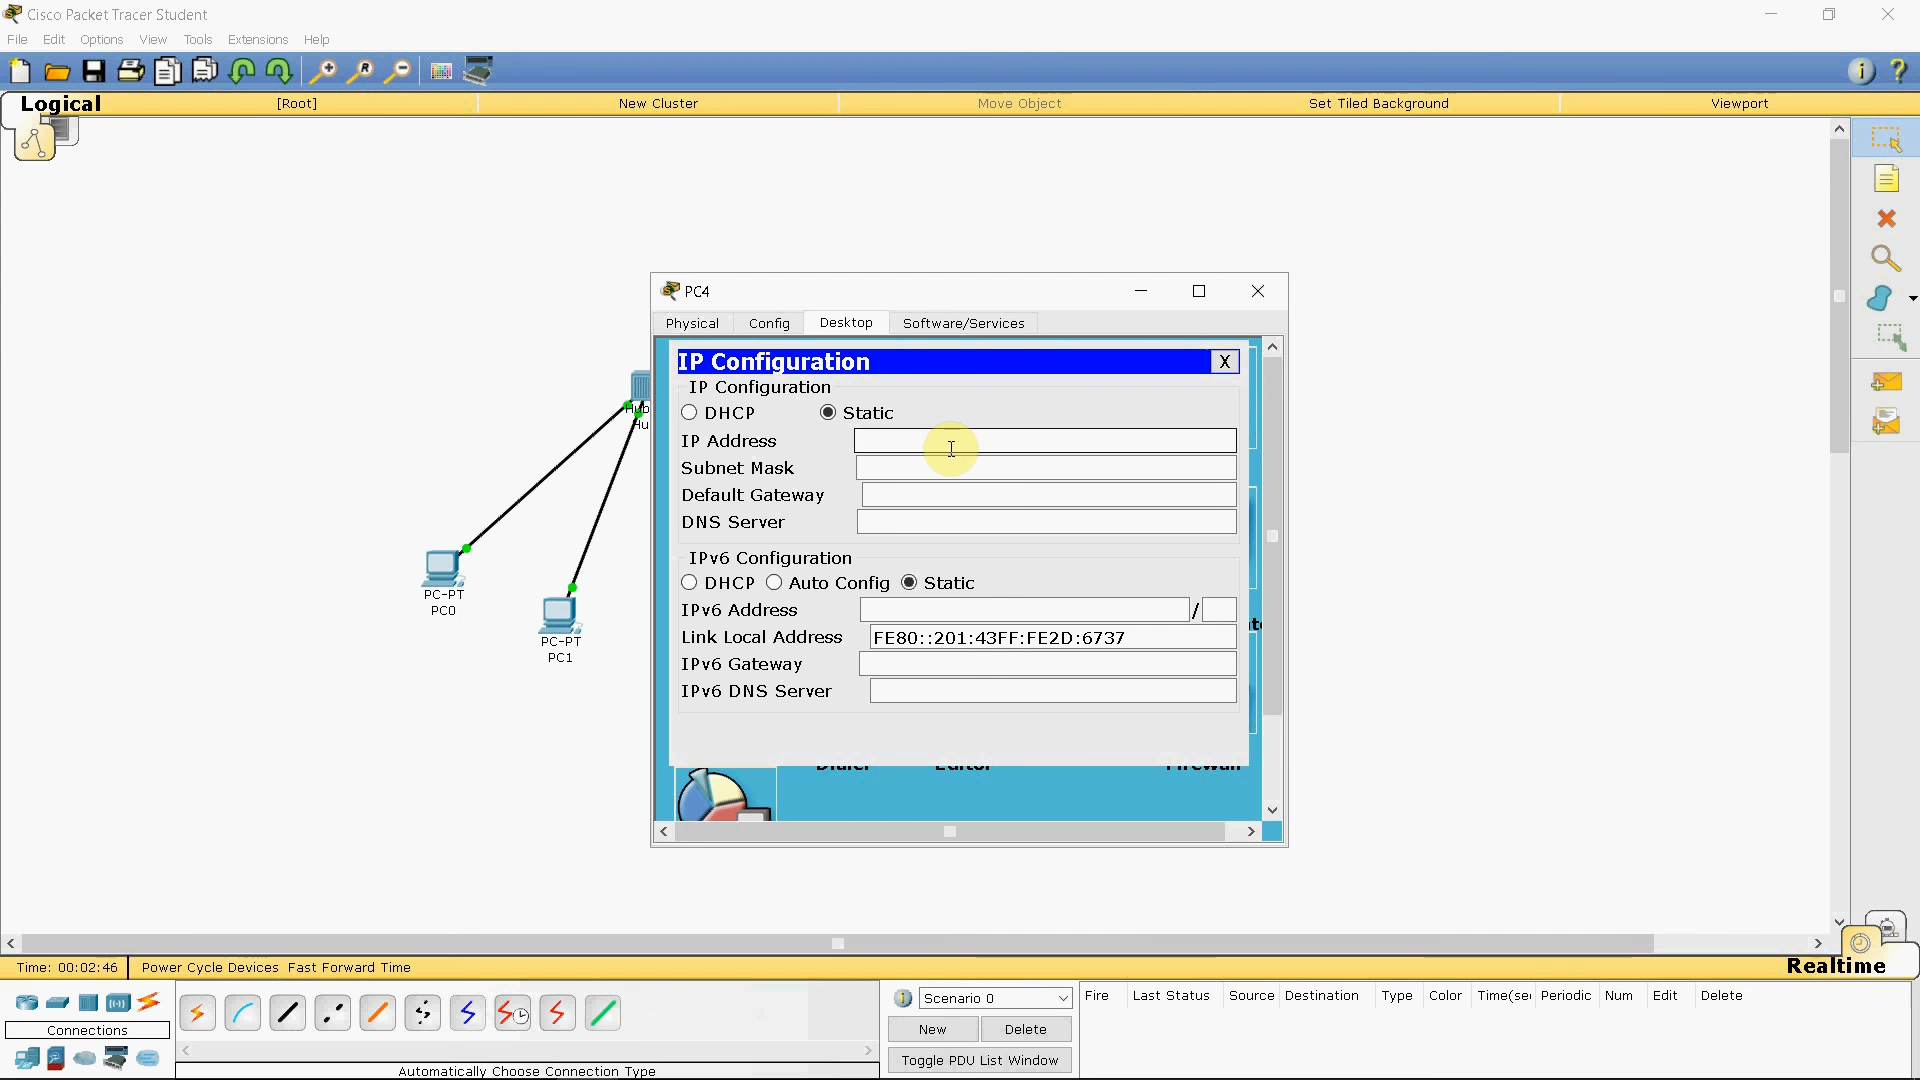 Cisco Packet Tracer Student
File Edit Options View Tools Extensions Help
Logical [Root] New Cluster Move Object Set Tiled Background Viewport
PC4
Physical Config Desktop Software/Services
IP Configuration X
IP Configuration
DHCP Static
IP Address
Subnet Mask
Default Gateway
DNS Server
IPv6 Configuration
DHCP Auto Config Static
IPv6 Address /
Link Local Address FE80::201:43FF:FE2D:6737
IPv6 Gateway
IPv6 DNS Server
Dialer Editor Firewall
PC-PT
PC0
PC-PT
PC1
Time: 00:02:46 Power Cycle Devices Fast Forward Time
Realtime
Connections
Automatically Choose Connection Type
Scenario 0
New Delete
Toggle PDU List Window
Fire Last Status Source Destination Type Color Time(se Periodic Num Edit Delete